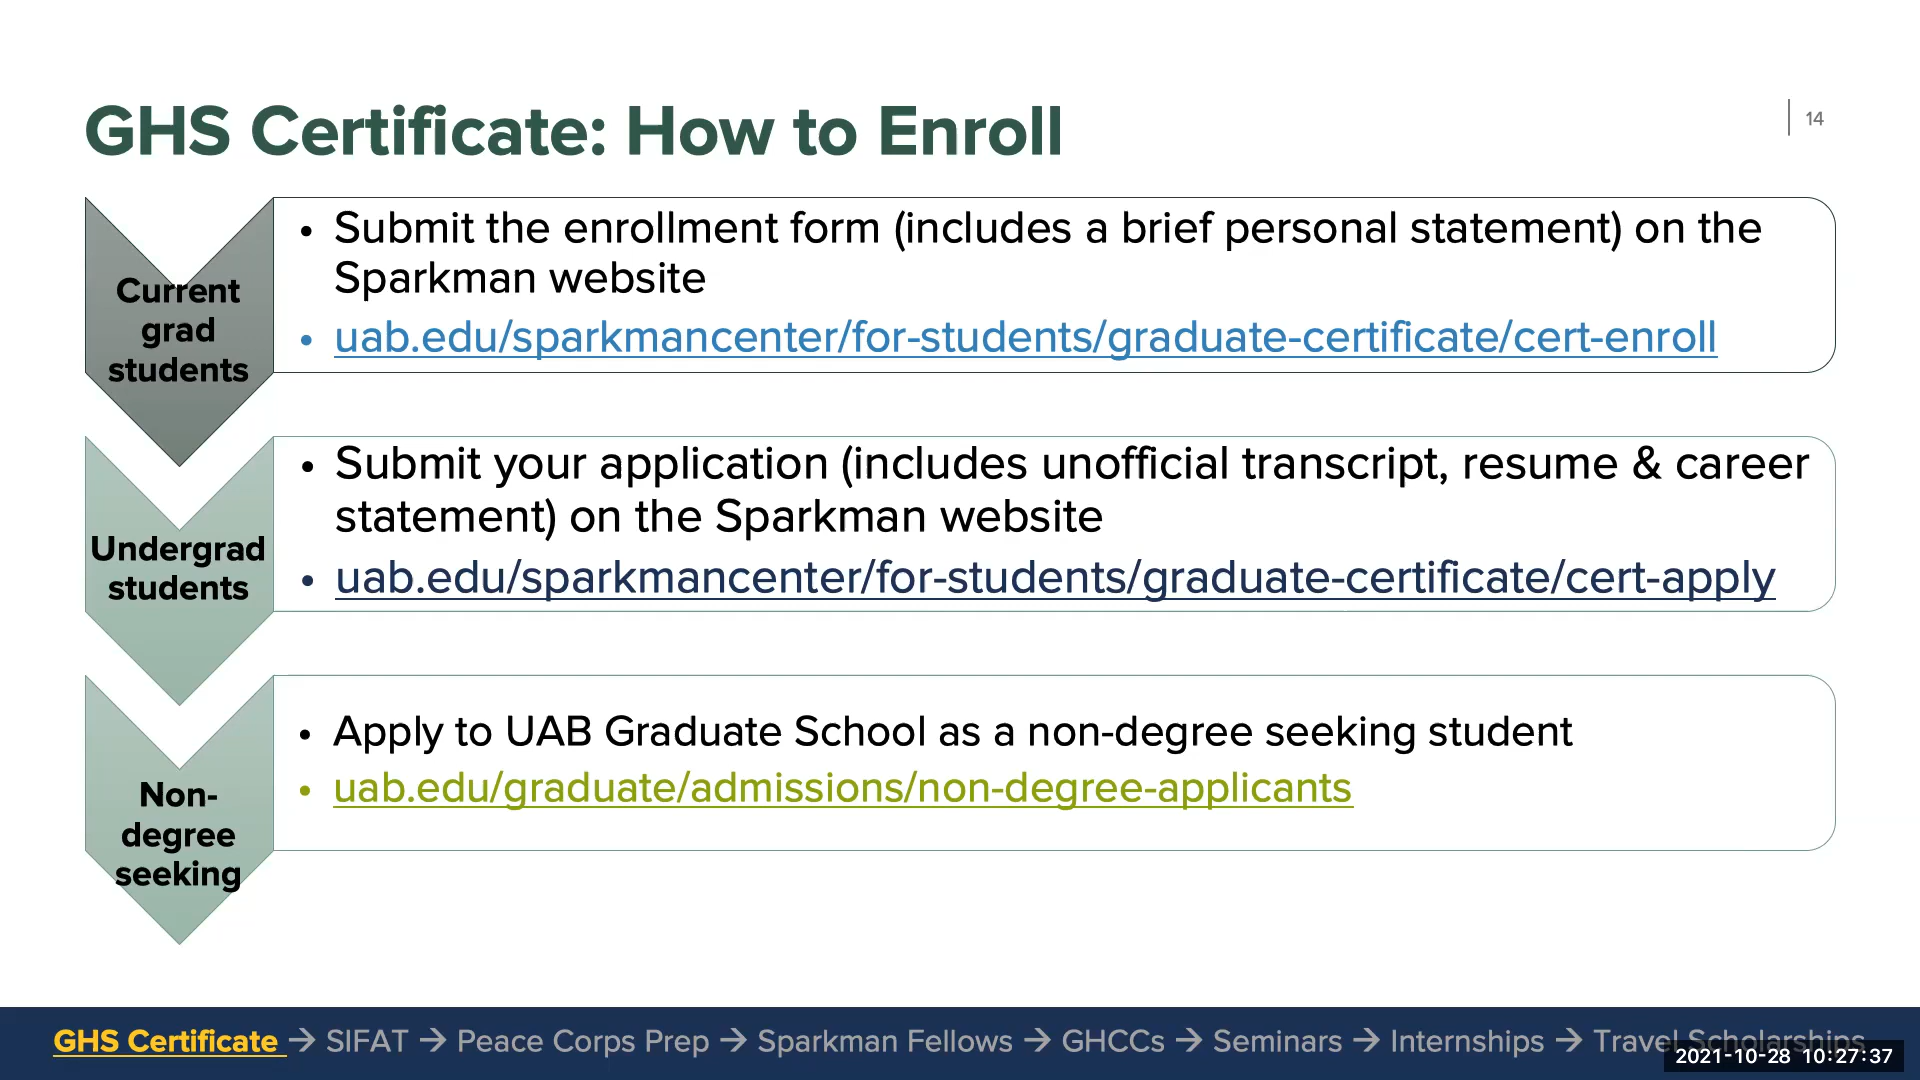 GHS Certificate: How to Enroll
14
Current
grad
students
• Submit the enrollment form (includes a brief personal statement) on the
Sparkman website
• uab.edu/sparkmancenter/for-students/graduate-certificate/cert-enroll
Undergrad
students
• Submit your application (includes unofficial transcript, resume & career
statement) on the Sparkman website
• uab.edu/sparkmancenter/for-students/graduate-certificate/cert-apply
Non-
degree
seeking
• Apply to UAB Graduate School as a non-degree seeking student
• uab.edu/graduate/admissions/non-degree-applicants
GHS Certificate → SIFAT → Peace Corps Prep → Sparkman Fellows → GHCCs → Seminars → Internships → Travel Scholarships
2021-10-28 10:27:37